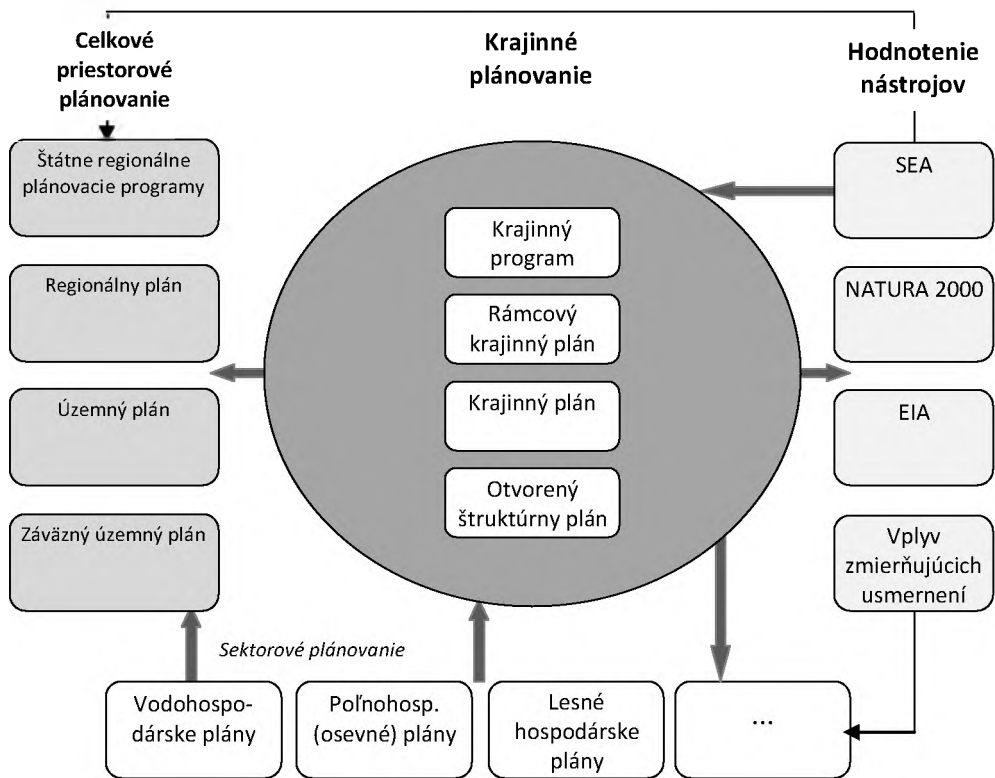 Celkové
priestorové
plánovanie
Krajinné
plánovanie
Hodnotenie
nástrojov
Štátne regionálne
plánovacie programy
Regionálny plán
Územný plán
Záväzný územný plán
Krajinný
program
Rámcový
krajinný plán
Krajinný plán
Otvorený
štruktúrny plán
SEA
NATURA 2000
EIA
Vplyv
zmierňujúcich
usmernení
Sektorové plánovanie
Vodohospo-
dárske plány
Poľnohosp.
(osevné) plány
Lesné
hospodárske
plány
...